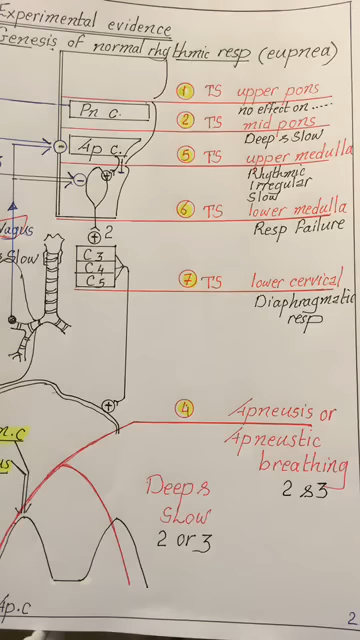 Experimental evidence
Genesis of normal rhythmic resp (eupnea)
① TS upper pons
no effect on .....
Pn c.
② TS mid pons
Deep & Slow
Ap c.
⑤ TS upper medulla
Rhythmic
Irregular
Slow
⑥ TS lower medulla
Resp Failure
Vagus
2
& Slow
C3
C4
C5
⑦ TS lower cervical
Diaphragmatic
resp
④ Apneusis or
Apneustic
breathing
2 & 3
n.c
us
Deep &
Slow
2 or 3
Ap.c
2